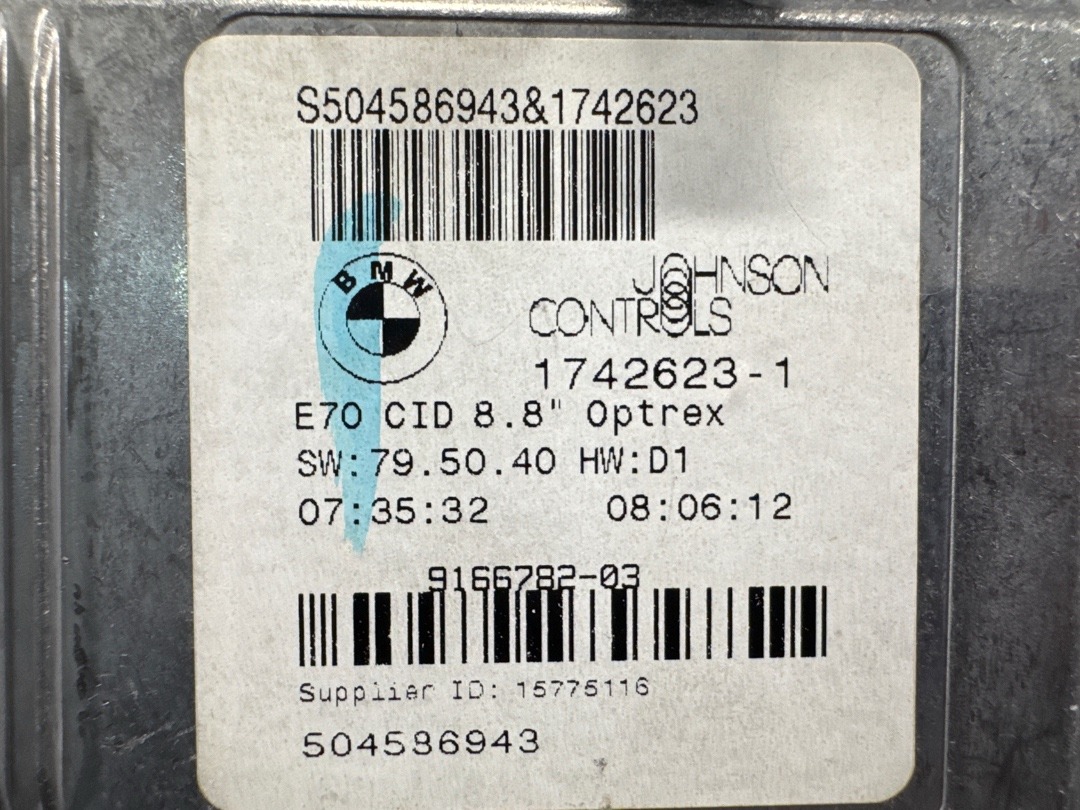 S504586943&1742623
BMW
JOHNSON
CONTROLS
1742623-1
E70 CID 8.8" Optrex
SW:79.50.40 HW:D1
07:35:32 08:06:12
9166782-03
Supplier ID: 15775116
504586943